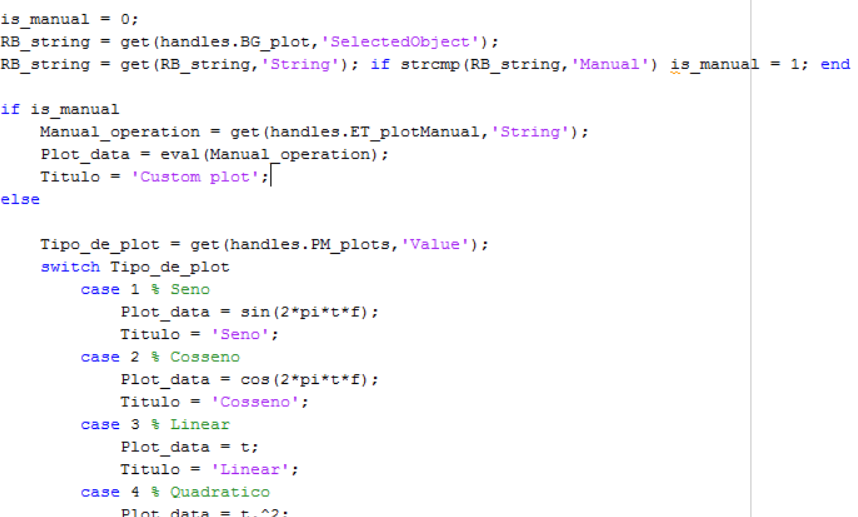 is_manual = 0;
RB_string = get(handles.BG_plot,'SelectedObject');
RB_string = get(RB_string,'String'); if strcmp(RB_string,'Manual') is_manual = 1; end
if is_manual
    Manual_operation = get(handles.ET_plotManual,'String');
    Plot_data = eval(Manual_operation);
    Titulo = 'Custom plot';
else
    Tipo_de_plot = get(handles.PM_plots,'Value');
    switch Tipo_de_plot
        case 1 % Seno
            Plot_data = sin(2*pi*t*f);
            Titulo = 'Seno';
        case 2 % Cosseno
            Plot_data = cos(2*pi*t*f);
            Titulo = 'Cosseno';
        case 3 % Linear
            Plot_data = t;
            Titulo = 'Linear';
        case 4 % Quadratico
            Plot_data = t.^2;